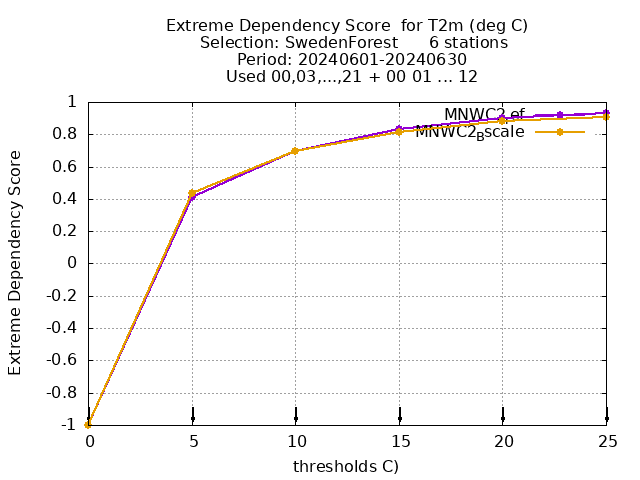 Extreme Dependency Score for T2m (deg C)
Selection: SwedenForest 6 stations
Period: 20240601-20240630
Used 00,03,...,21 + 00 01 ... 12
Extreme Dependency Score
1
0.8
0.6
0.4
0.2
0
-0.2
-0.4
-0.6
-0.8
-1
MNWC2
MNWC2Bscale
0 5 10 15 20 25
thresholds C)